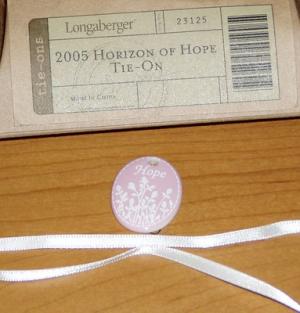 Longaberger
23125
tie-ons
2005 HORIZON OF HOPE
TIE-ON
Made in China
Hope